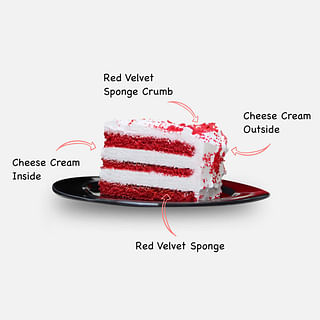 Red Velvet
Sponge Crumb
Cheese Cream
Outside
Cheese Cream
Inside
Red Velvet Sponge